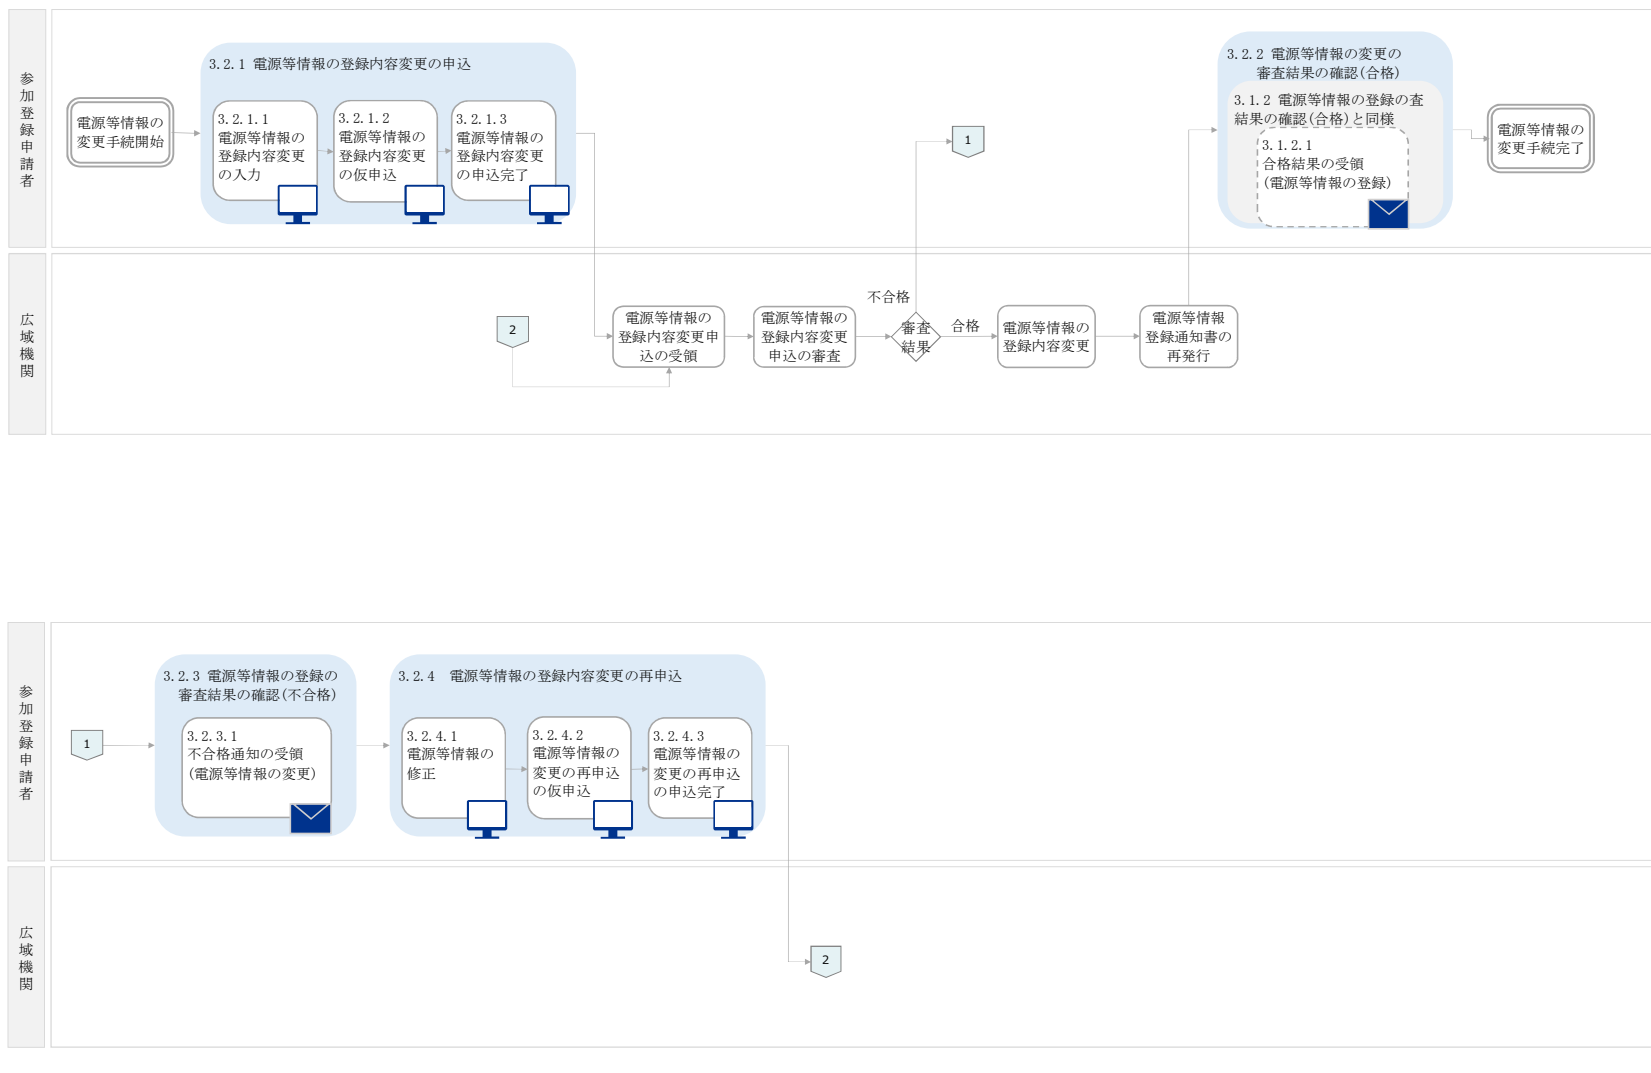 参加登録申請者
電源等情報の
変更手続開始
3.2.1 電源等情報の登録内容変更の申込
3.2.1.1
電源等情報の
登録内容変更
の入力
3.2.1.2
電源等情報の
登録内容変更
の仮申込
3.2.1.3
電源等情報の
登録内容変更
の申込完了
1
3.2.2 電源等情報の変更の
審査結果の確認(合格)
3.1.2 電源等情報の登録の査
結果の確認(合格)と同様
3.1.2.1
合格結果の受領
(電源等情報の登録)
電源等情報の
変更手続完了
広域機関
2
電源等情報の
登録内容変更申
込の受領
電源等情報の
登録内容変更
申込の審査
不合格
審査
結果
合格
電源等情報の
登録内容変更
電源等情報
登録通知書の
再発行
参加登録申請者
1
3.2.3 電源等情報の登録の
審査結果の確認(不合格)
3.2.3.1
不合格通知の受領
(電源等情報の変更)
3.2.4 電源等情報の登録内容変更の再申込
3.2.4.1
電源等情報の
修正
3.2.4.2
電源等情報の
変更の再申込
の仮申込
3.2.4.3
電源等情報の
変更の再申込
の申込完了
広域機関
2